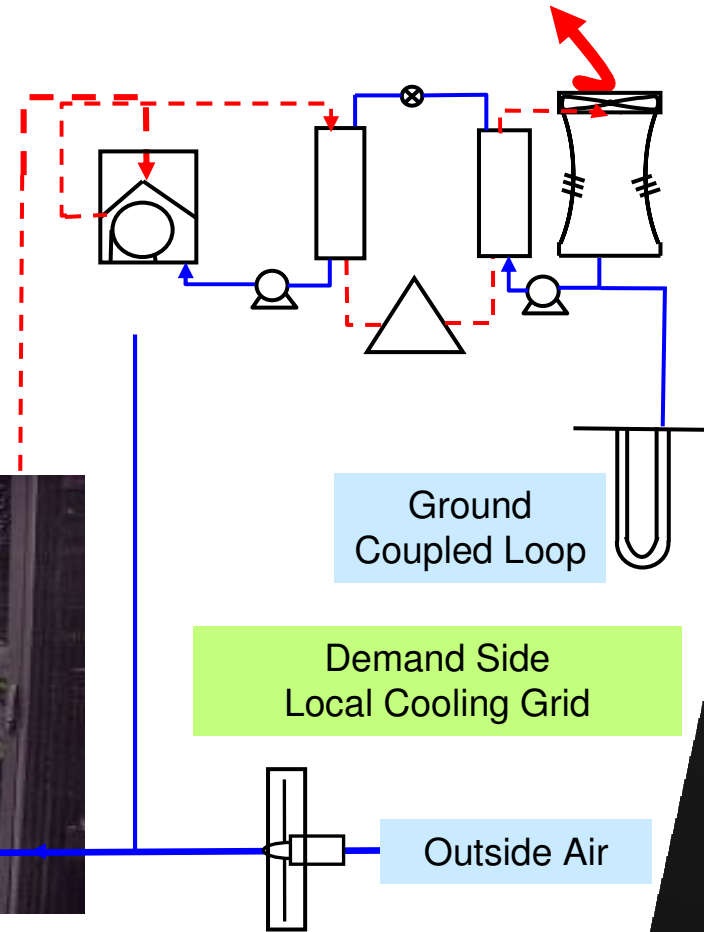 Ground
Coupled Loop
Demand Side
Local Cooling Grid
Outside Air